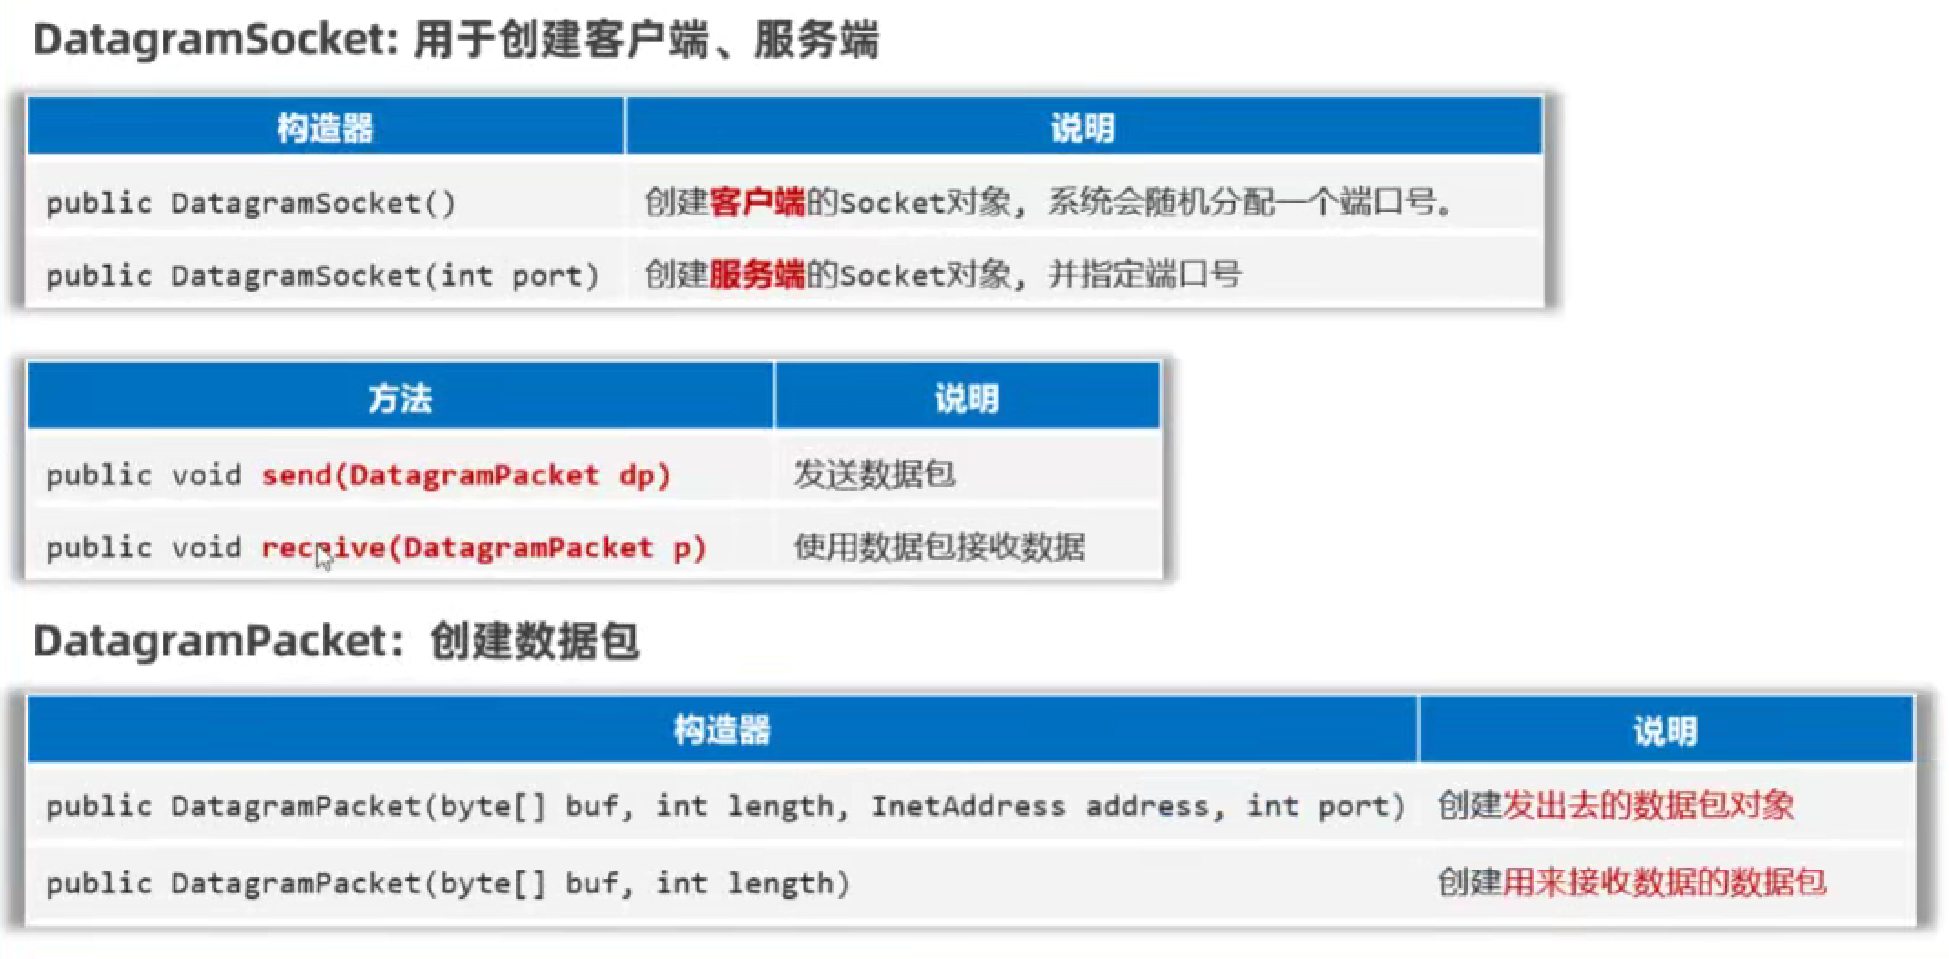 DatagramSocket: 用于创建客户端、服务端
构造器 说明
public DatagramSocket() 创建客户端的Socket对象, 系统会随机分配一个端口号。
public DatagramSocket(int port) 创建服务端的Socket对象, 并指定端口号
方法 说明
public void send(DatagramPacket dp) 发送数据包
public void receive(DatagramPacket p) 使用数据包接收数据
DatagramPacket: 创建数据包
构造器 说明
public DatagramPacket(byte[] buf, int length, InetAddress address, int port) 创建发出去的数据包对象
public DatagramPacket(byte[] buf, int length) 创建用来接收数据的数据包